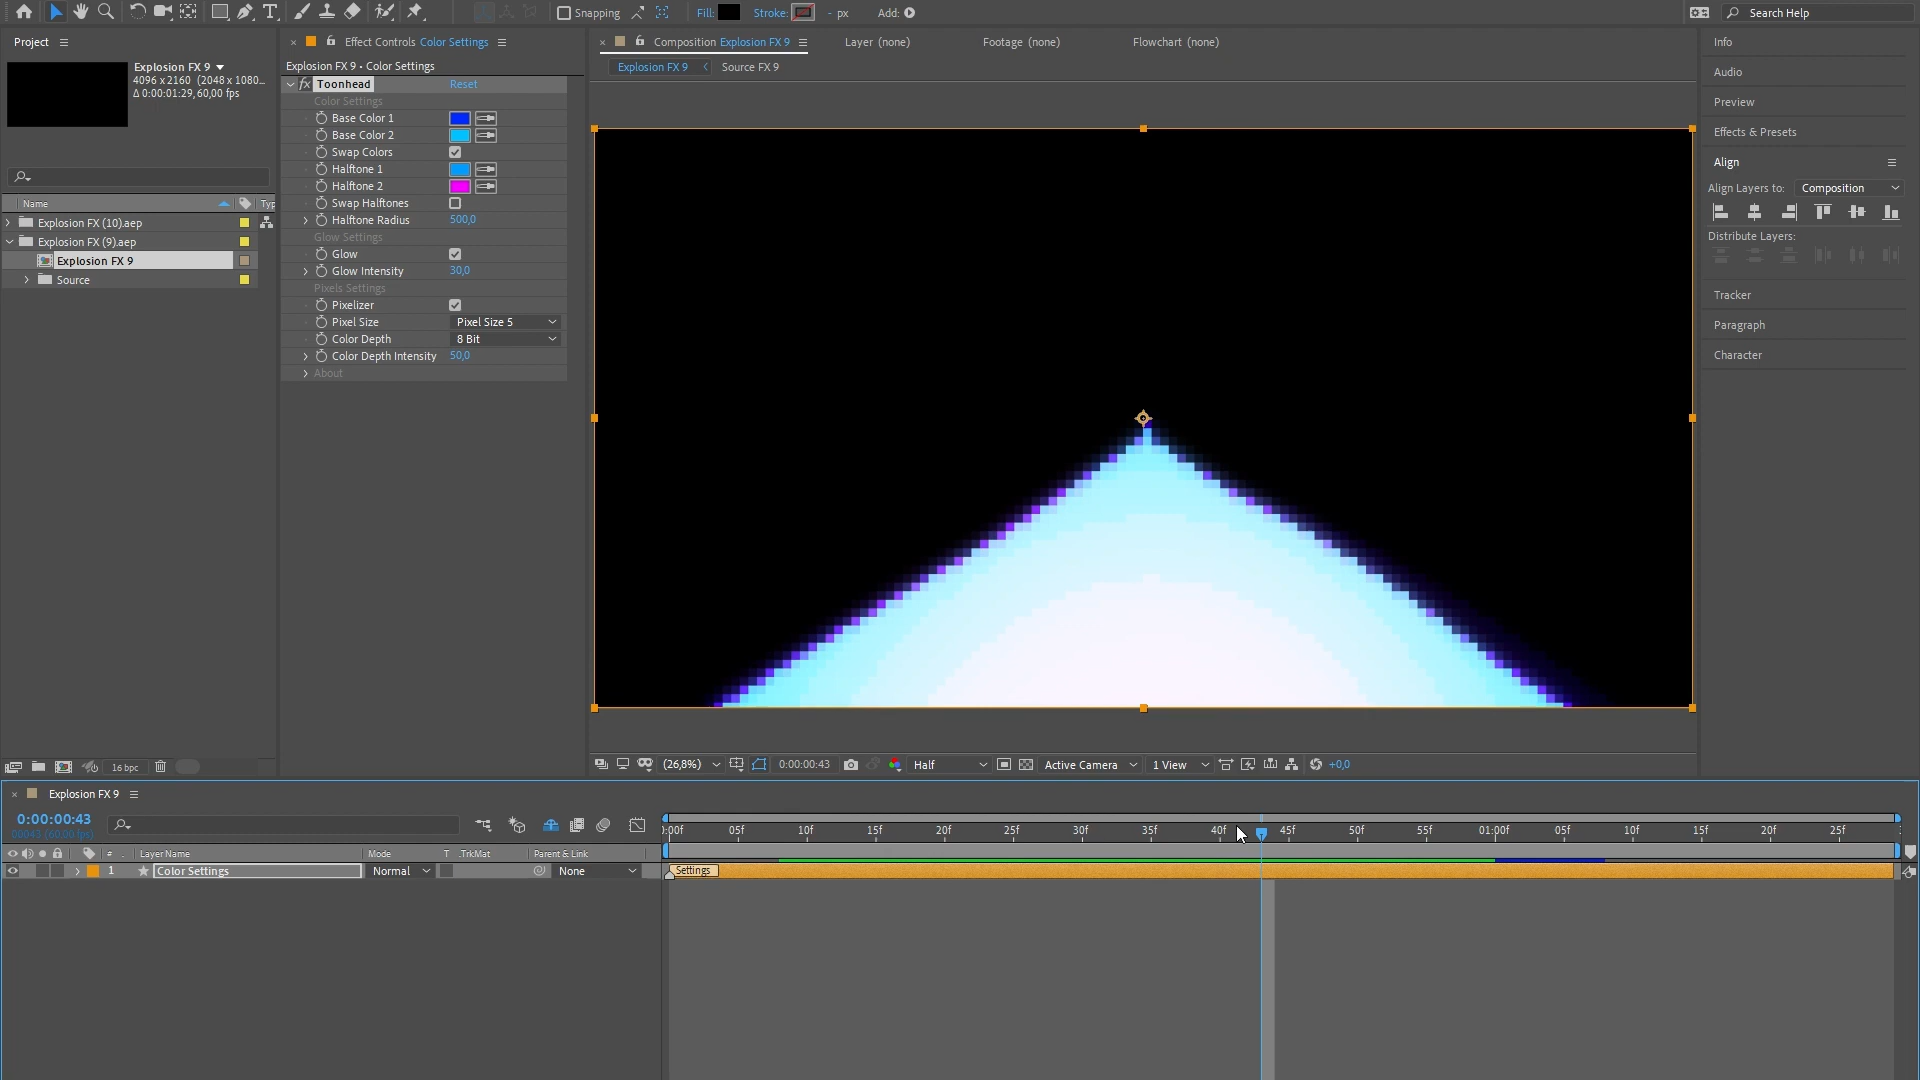 Snapping
Fill:
Stroke:
- px
Add:
Search Help
Project
Effect Controls Color Settings
Composition Explosion FX 9
Layer (none)
Footage (none)
Flowchart (none)
Info
Explosion FX 9
4096 x 2160 (2048 x 1080...
Δ 0:00:01:29, 60,00 fps)
Explosion FX 9 • Color Settings
Explosion FX 9
Source FX 9
Audio
Preview
Effects & Presets
Align
Align Layers to:
Composition
Distribute Layers:
Tracker
Paragraph
Character
fx Toonhead
Reset
Color Settings
Base Color 1
Base Color 2
Swap Colors
Halftone 1
Halftone 2
Swap Halftones
Halftone Radius
500,0
Glow Settings
Glow
Glow Intensity
30,0
Pixels Settings
Pixelizer
Pixel Size
Pixel Size 5
Color Depth
8 Bit
Color Depth Intensity
50,0
About
Name
Typ
Explosion FX (10).aep
Explosion FX (9).aep
Explosion FX 9
Source
16 bpc
(26,8%)
0:00:00:43
Half
Active Camera
1 View
+0,0
Explosion FX 9
0:00:00:43
00043 (60,00 fps)
):00f
05f
10f
15f
20f
25f
30f
35f
40f
45f
50f
55f
01:00f
05f
10f
15f
20f
25f
#
.
Layer Name
Mode
T
.TrkMat
Parent & Link
1
Color Settings
Normal
None
Settings